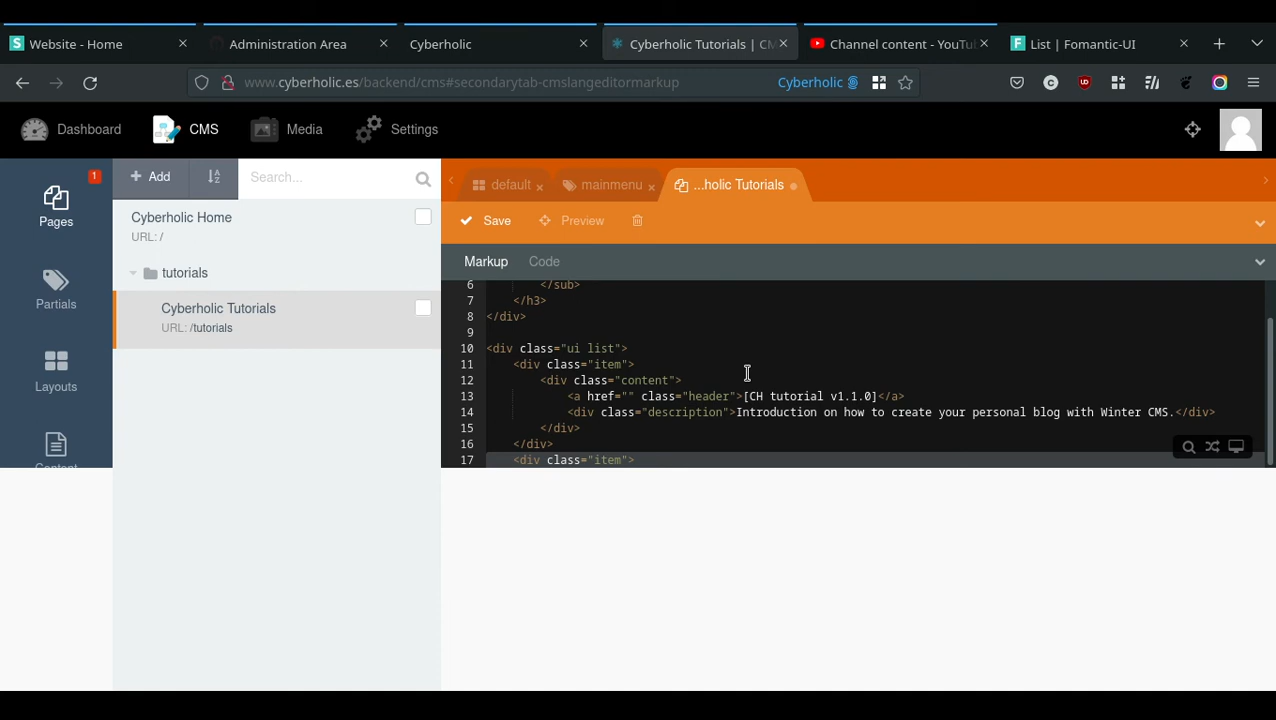 Website - Home
Administration Area
Cyberholic
Cyberholic Tutorials | CM
Channel content - YouTu
List | Fomantic-UI
www.cyberholic.es/backend/cms#secondarytab-cmslangeditormarkup
Cyberholic
Dashboard
CMS
Media
Settings
1
Pages
Partials
Layouts
Content
Add
Search...
Cyberholic Home
URL: /
tutorials
Cyberholic Tutorials
URL: /tutorials
default
mainmenu
...holic Tutorials
Save
Preview
Markup
Code
6 </sub>
7 </h3>
8 </div>
9
10 <div class="ui list">
11 <div class="item">
12 <div class="content">
13 <a href="" class="header">[CH tutorial v1.1.0]</a>
14 <div class="description">Introduction on how to create your personal blog with Winter CMS.</div>
15 </div>
16 </div>
17 <div class="item">